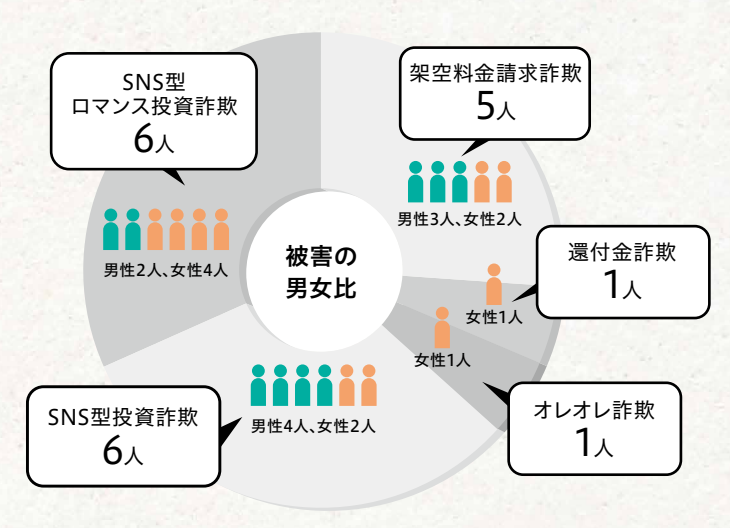 被害の
男女比
架空料金請求詐欺
5人
男性3人、女性2人
還付金詐欺
1人
女性1人
オレオレ詐欺
1人
女性1人
SNS型投資詐欺
6人
男性4人、女性2人
SNS型
ロマンス投資詐欺
6人
男性2人、女性4人